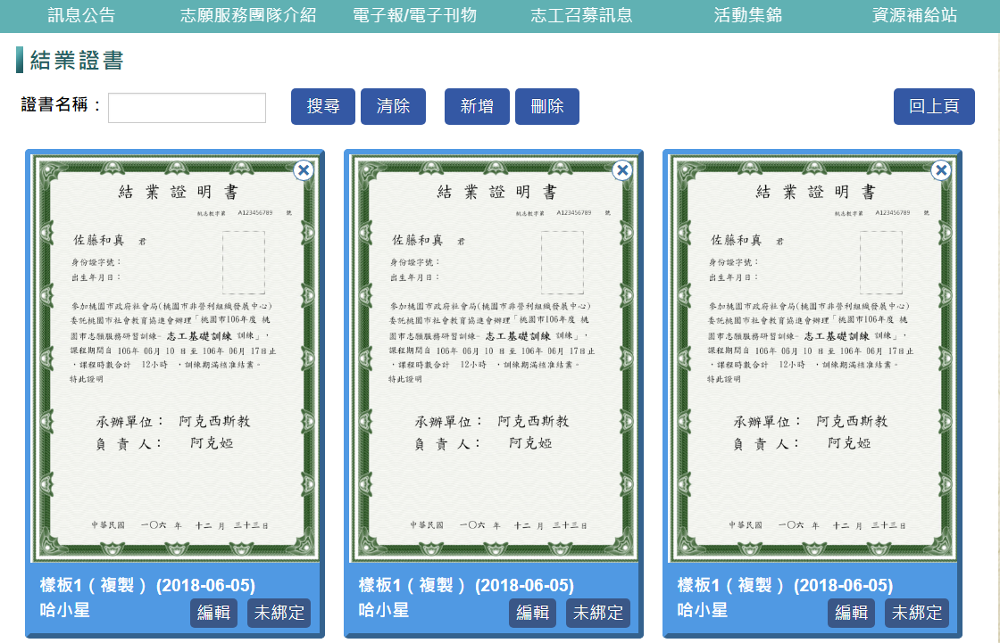 訊息公告 志願服務團隊介紹 電子報/電子刊物 志工召募訊息 活動集錦 資源補給站
結業證書
證書名稱： 搜尋 清除 新增 刪除 回上頁
結業證明書
桃志教字第 A123456789 號
佐藤和真 君
身份證字號：
出生年月日：
參加桃園市政府社會局(桃園市非營利組織發展中心)
委託桃園市社會教育協進會辦理「桃園市106年度 桃
園市志願服務研習訓練- 志工基礎訓練 訓練」，
課程期間自 106年 06月 10 日 至 106年 06月 17日止
，課程時數合計 12小時 ，訓練期滿核准結業。
特此證明
承辦單位： 阿克西斯教
負 責 人： 阿克婭
中華民國 一〇六 年 十二 月 三十三 日
樣板1 ( 複製 ) (2018-06-05)
哈小星
編輯 未綁定
結業證明書
桃志教字第 A123456789 號
佐藤和真 君
身份證字號：
出生年月日：
參加桃園市政府社會局(桃園市非營利組織發展中心)
委託桃園市社會教育協進會辦理「桃園市106年度 桃
園市志願服務研習訓練- 志工基礎訓練 訓練」，
課程期間自 106年 06月 10 日 至 106年 06月 17日止
，課程時數合計 12小時 ，訓練期滿核准結業。
特此證明
承辦單位： 阿克西斯教
負 責 人： 阿克婭
中華民國 一〇六 年 十二 月 三十三 日
樣板1 ( 複製 ) (2018-06-05)
哈小星
編輯 未綁定
結業證明書
桃志教字第 A123456789 號
佐藤和真 君
身份證字號：
出生年月日：
參加桃園市政府社會局(桃園市非營利組織發展中心)
委託桃園市社會教育協進會辦理「桃園市106年度 桃
園市志願服務研習訓練- 志工基礎訓練 訓練」，
課程期間自 106年 06月 10 日 至 106年 06月 17日止
，課程時數合計 12小時 ，訓練期滿核准結業。
特此證明
承辦單位： 阿克西斯教
負 責 人： 阿克婭
中華民國 一〇六 年 十二 月 三十三 日
樣板1 ( 複製 ) (2018-06-05)
哈小星
編輯 未綁定